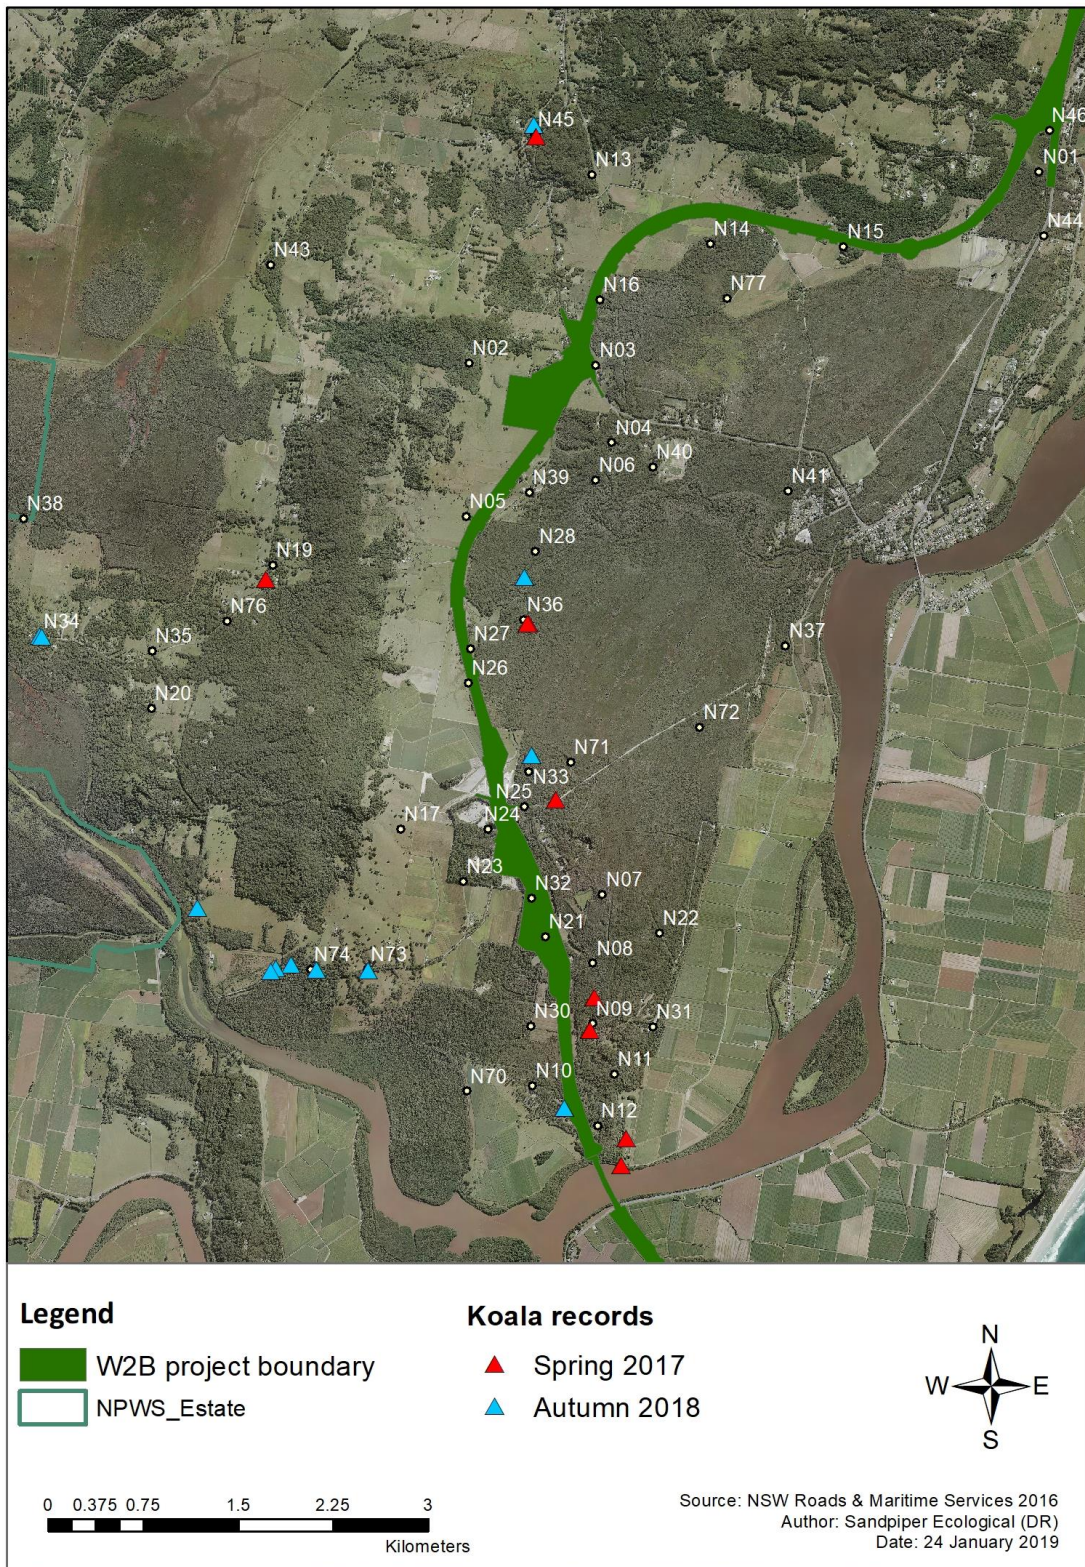 N45
N46
N13
N01
N44
N14
N15
N43
N77
N16
N02
N03
N04
N40
N06
N39
N41
N38
N05
N28
N19
N76
N36
N34
N35
N27
N37
N26
N20
N72
N71
N33
N25
N17
N24
N23
N32
N07
N21
N22
N08
N74
N73
N30
N09
N31
N11
N70
N10
N12
Legend
W2B project boundary
NPWS_Estate
Koala records
Spring 2017
Autumn 2018
N
W
E
S
0 0.375 0.75 1.5 2.25 3
Kilometers
Source: NSW Roads & Maritime Services 2016
Author: Sandpiper Ecological (DR)
Date: 24 January 2019